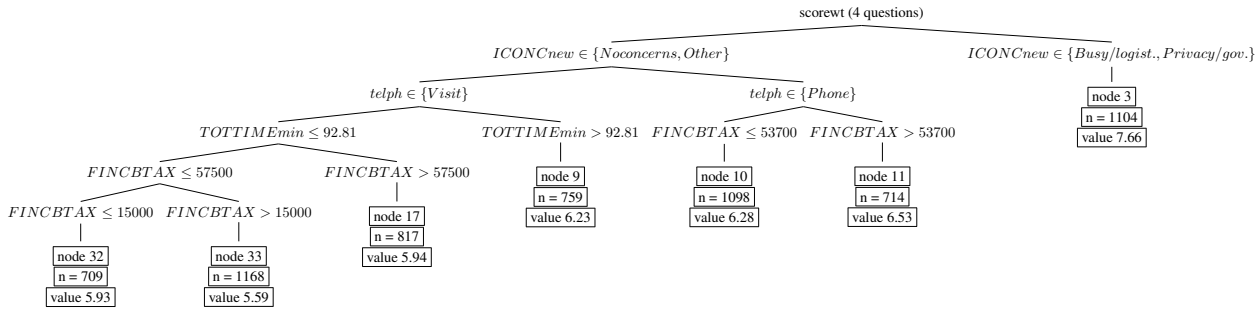 scorewt (4 questions)
ICONCnew ∈ {Noconcerns, Other}
ICONCnew ∈ {Busy/logist., Privacy/gov.}
telph ∈ {Visit}
telph ∈ {Phone}
node 3
n = 1104
value 7.66
TOTTIMEmin ≤ 92.81
TOTTIMEmin > 92.81
FINCBTAX ≤ 53700
FINCBTAX > 53700
FINCBTAX ≤ 57500
FINCBTAX > 57500
node 9
n = 759
value 6.23
node 10
n = 1098
value 6.28
node 11
n = 714
value 6.53
FINCBTAX ≤ 15000
FINCBTAX > 15000
node 17
n = 817
value 5.94
node 32
n = 709
value 5.93
node 33
n = 1168
value 5.59